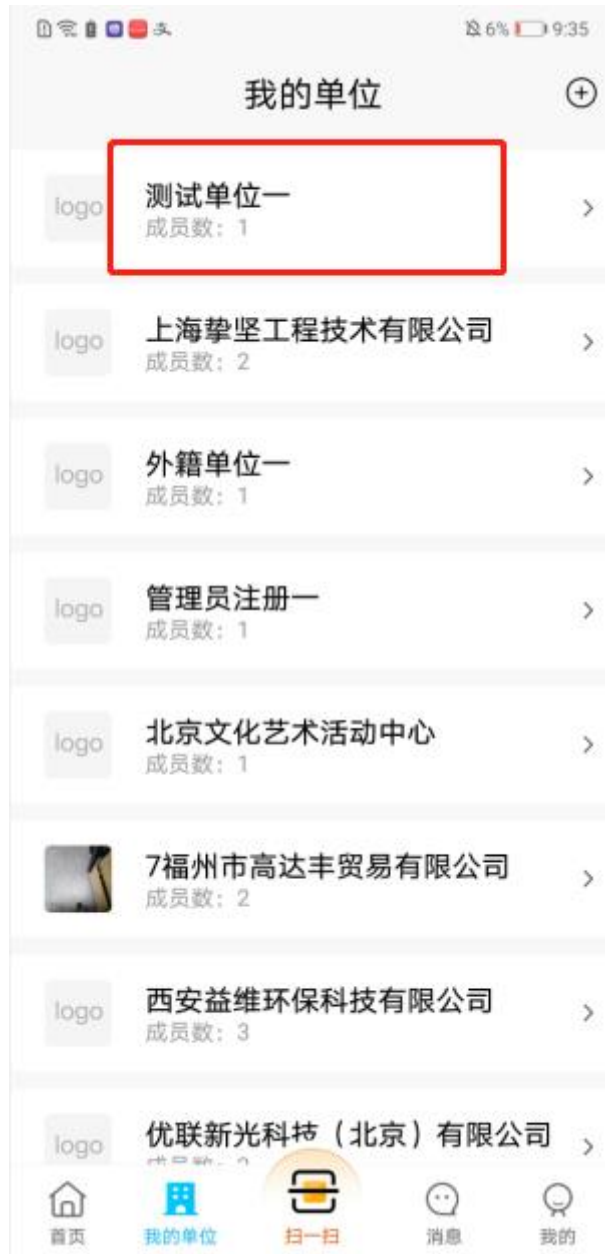 6% 9:35
我的单位
logo
测试单位一
成员数：1
logo
上海挚坚工程技术有限公司
成员数：2
logo
外籍单位一
成员数：1
logo
管理员注册一
成员数：1
logo
北京文化艺术活动中心
成员数：1
7福州市高达丰贸易有限公司
成员数：2
logo
西安益维环保科技有限公司
成员数：3
logo
优联新光科技（北京）有限公司
首页
我的单位
扫一扫
消息
我的